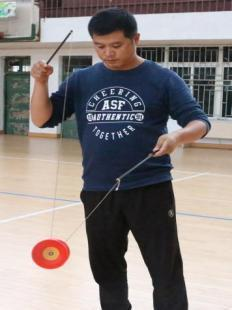 CHEERING
ASF
AUTHENTIC
TOGETHER